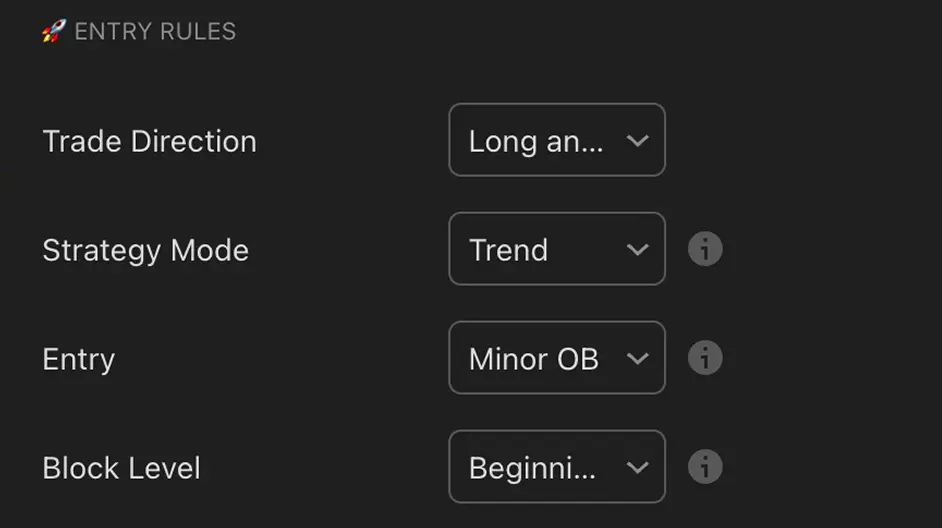 🚀 ENTRY RULES
Trade Direction Long an...
Strategy Mode Trend
Entry Minor OB
Block Level Beginni...